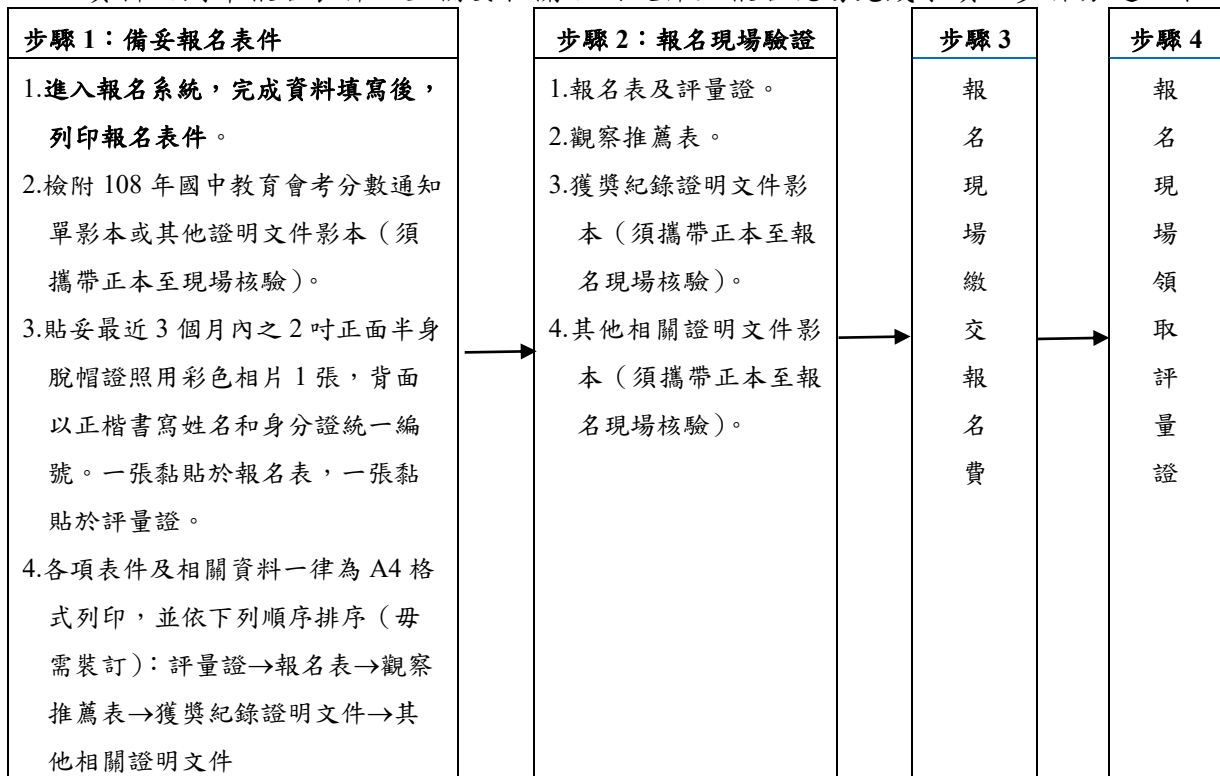 步驟 1：備妥報名表件
1.進入報名系統，完成資料填寫後，
列印報名表件。
2.檢附 108 年國中教育會考分數通知
單影本或其他證明文件影本（須
攜帶正本至現場核驗）。
3.貼妥最近 3 個月內之 2 吋正面半身
脫帽證照用彩色相片 1 張，背面
以正楷書寫姓名和身分證統一編
號。一張黏貼於報名表，一張黏
貼於評量證。
4.各項表件及相關資料一律為 A4 格
式列印，並依下列順序排序（毋
需裝訂）：評量證→報名表→觀察
推薦表→獲獎紀錄證明文件→其
他相關證明文件
步驟 2：報名現場驗證
1.報名表及評量證。
2.觀察推薦表。
3.獲獎紀錄證明文件影
本（須攜帶正本至報
名現場核驗）。
4.其他相關證明文件影
本（須攜帶正本至報
名現場核驗）。
步驟 3
報名現場繳交報名費
步驟 4
報名現場領取評量證